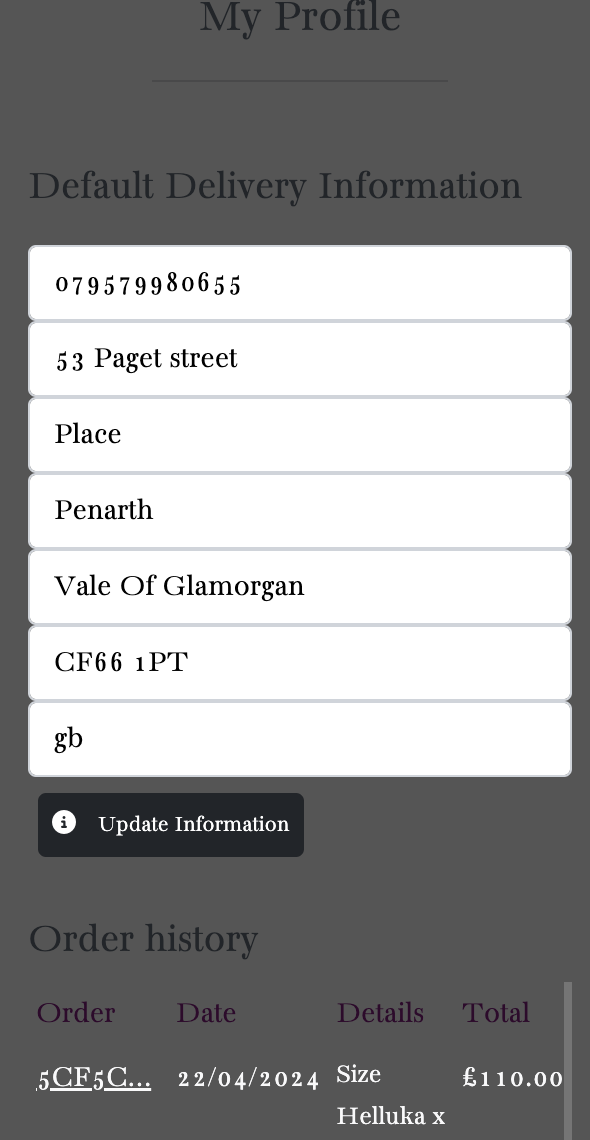 My Profile
Default Delivery Information
079579980655
53 Paget street
Place
Penarth
Vale Of Glamorgan
CF66 1PT
gb
Update Information
Order history
Order Date Details Total
5CF5C... 22/04/2024 Size £110.00
Helluka x